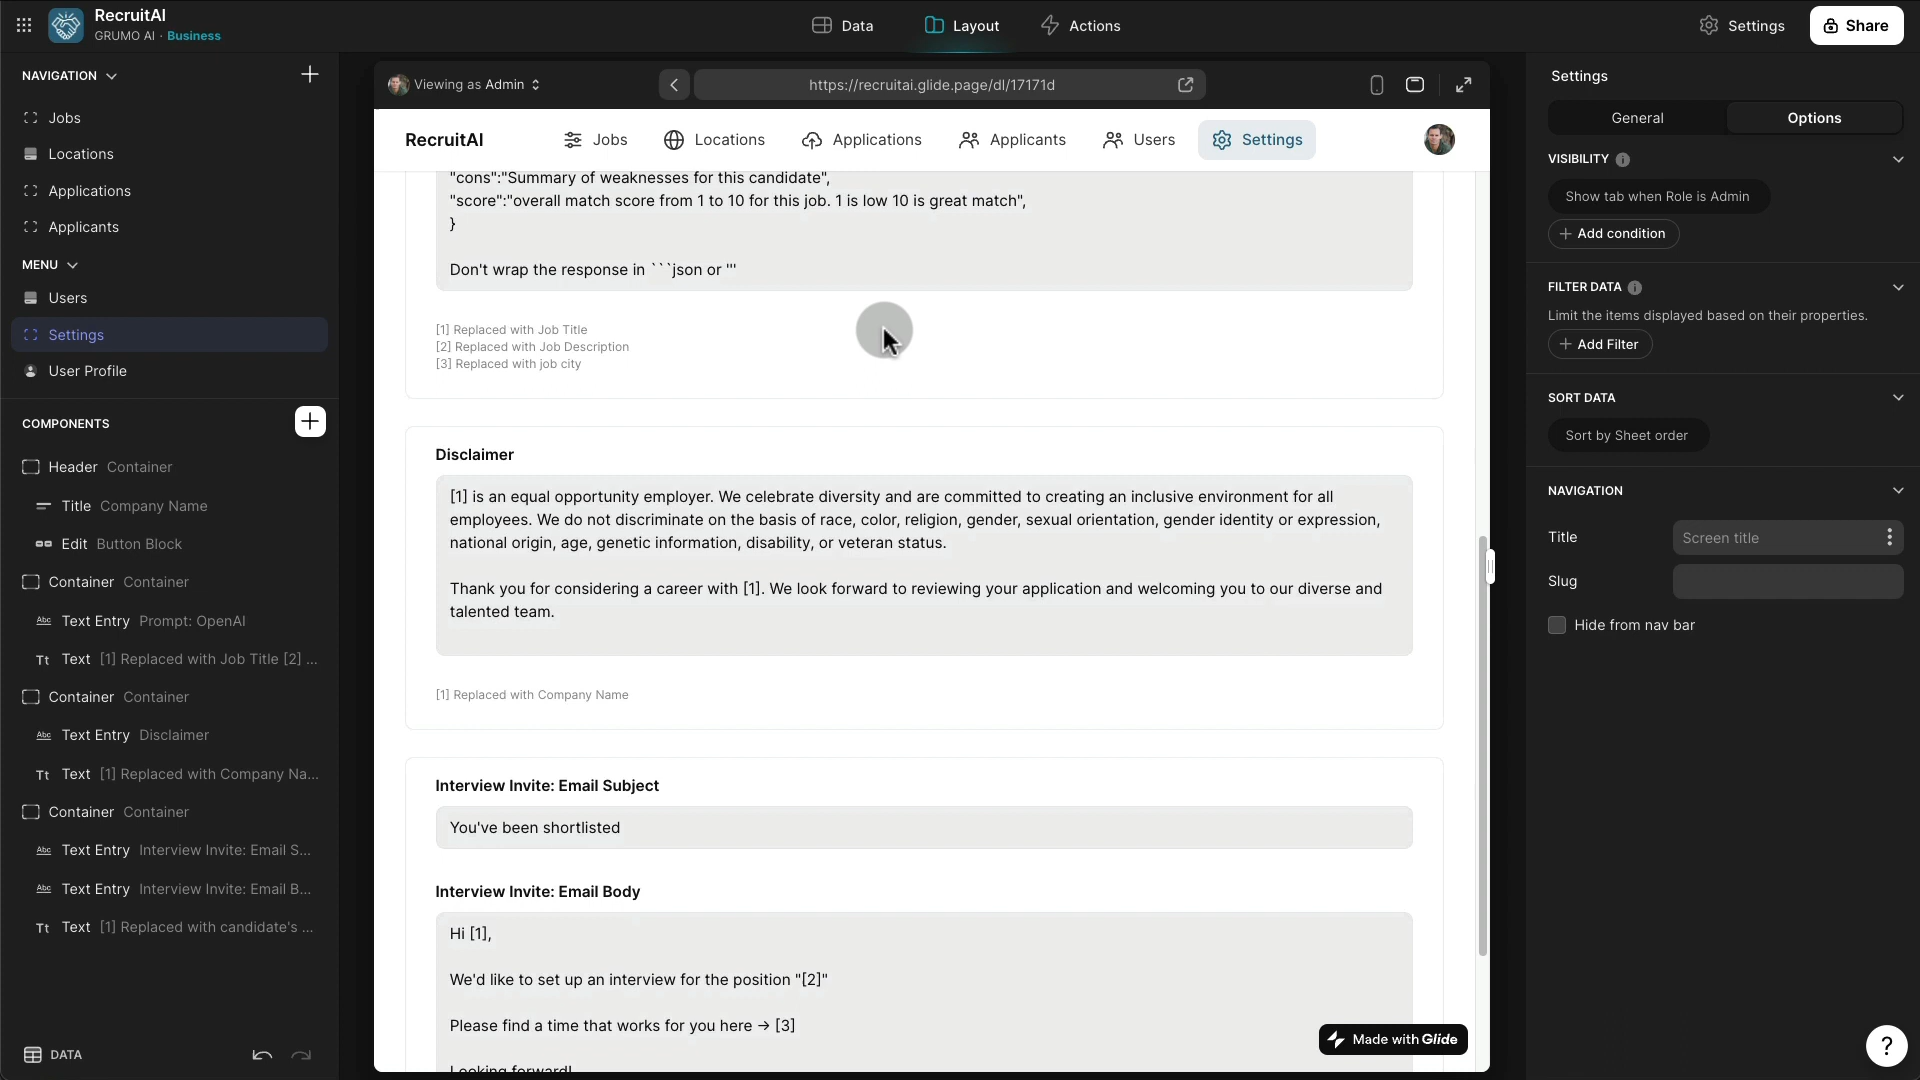 RecruitAI
GRUMO AI · Business
Data
Layout
Actions
Settings
Share
NAVIGATION
Jobs
Locations
Applications
Applicants
MENU
Users
Settings
User Profile
COMPONENTS
Header Container
Title Company Name
Edit Button Block
Container Container
Text Entry Prompt: OpenAI
Text [1] Replaced with Job Title [2] ...
Container Container
Text Entry Disclaimer
Text [1] Replaced with Company Na...
Container Container
Text Entry Interview Invite: Email S...
Text Entry Interview Invite: Email B...
Text [1] Replaced with candidate's ...
DATA
Viewing as Admin
https://recruitai.glide.page/dl/17171d
RecruitAI
Jobs
Locations
Applications
Applicants
Users
Settings
"cons":"Summary of weaknesses for this candidate",
"score":"overall match score from 1 to 10 for this job. 1 is low 10 is great match",
}
Don't wrap the response in ```json or '''
[1] Replaced with Job Title
[2] Replaced with Job Description
[3] Replaced with job city
Disclaimer
[1] is an equal opportunity employer. We celebrate diversity and are committed to creating an inclusive environment for all
employees. We do not discriminate on the basis of race, color, religion, gender, sexual orientation, gender identity or expression,
national origin, age, genetic information, disability, or veteran status.
Thank you for considering a career with [1]. We look forward to reviewing your application and welcoming you to our diverse and
talented team.
[1] Replaced with Company Name
Interview Invite: Email Subject
You've been shortlisted
Interview Invite: Email Body
Hi [1],
We'd like to set up an interview for the position "[2]"
Please find a time that works for you here → [3]
Looking forward!
Made with Glide
Settings
General
Options
VISIBILITY
Show tab when Role is Admin
Add condition
FILTER DATA
Limit the items displayed based on their properties.
Add Filter
SORT DATA
Sort by Sheet order
NAVIGATION
Title Screen title
Slug
Hide from nav bar
?